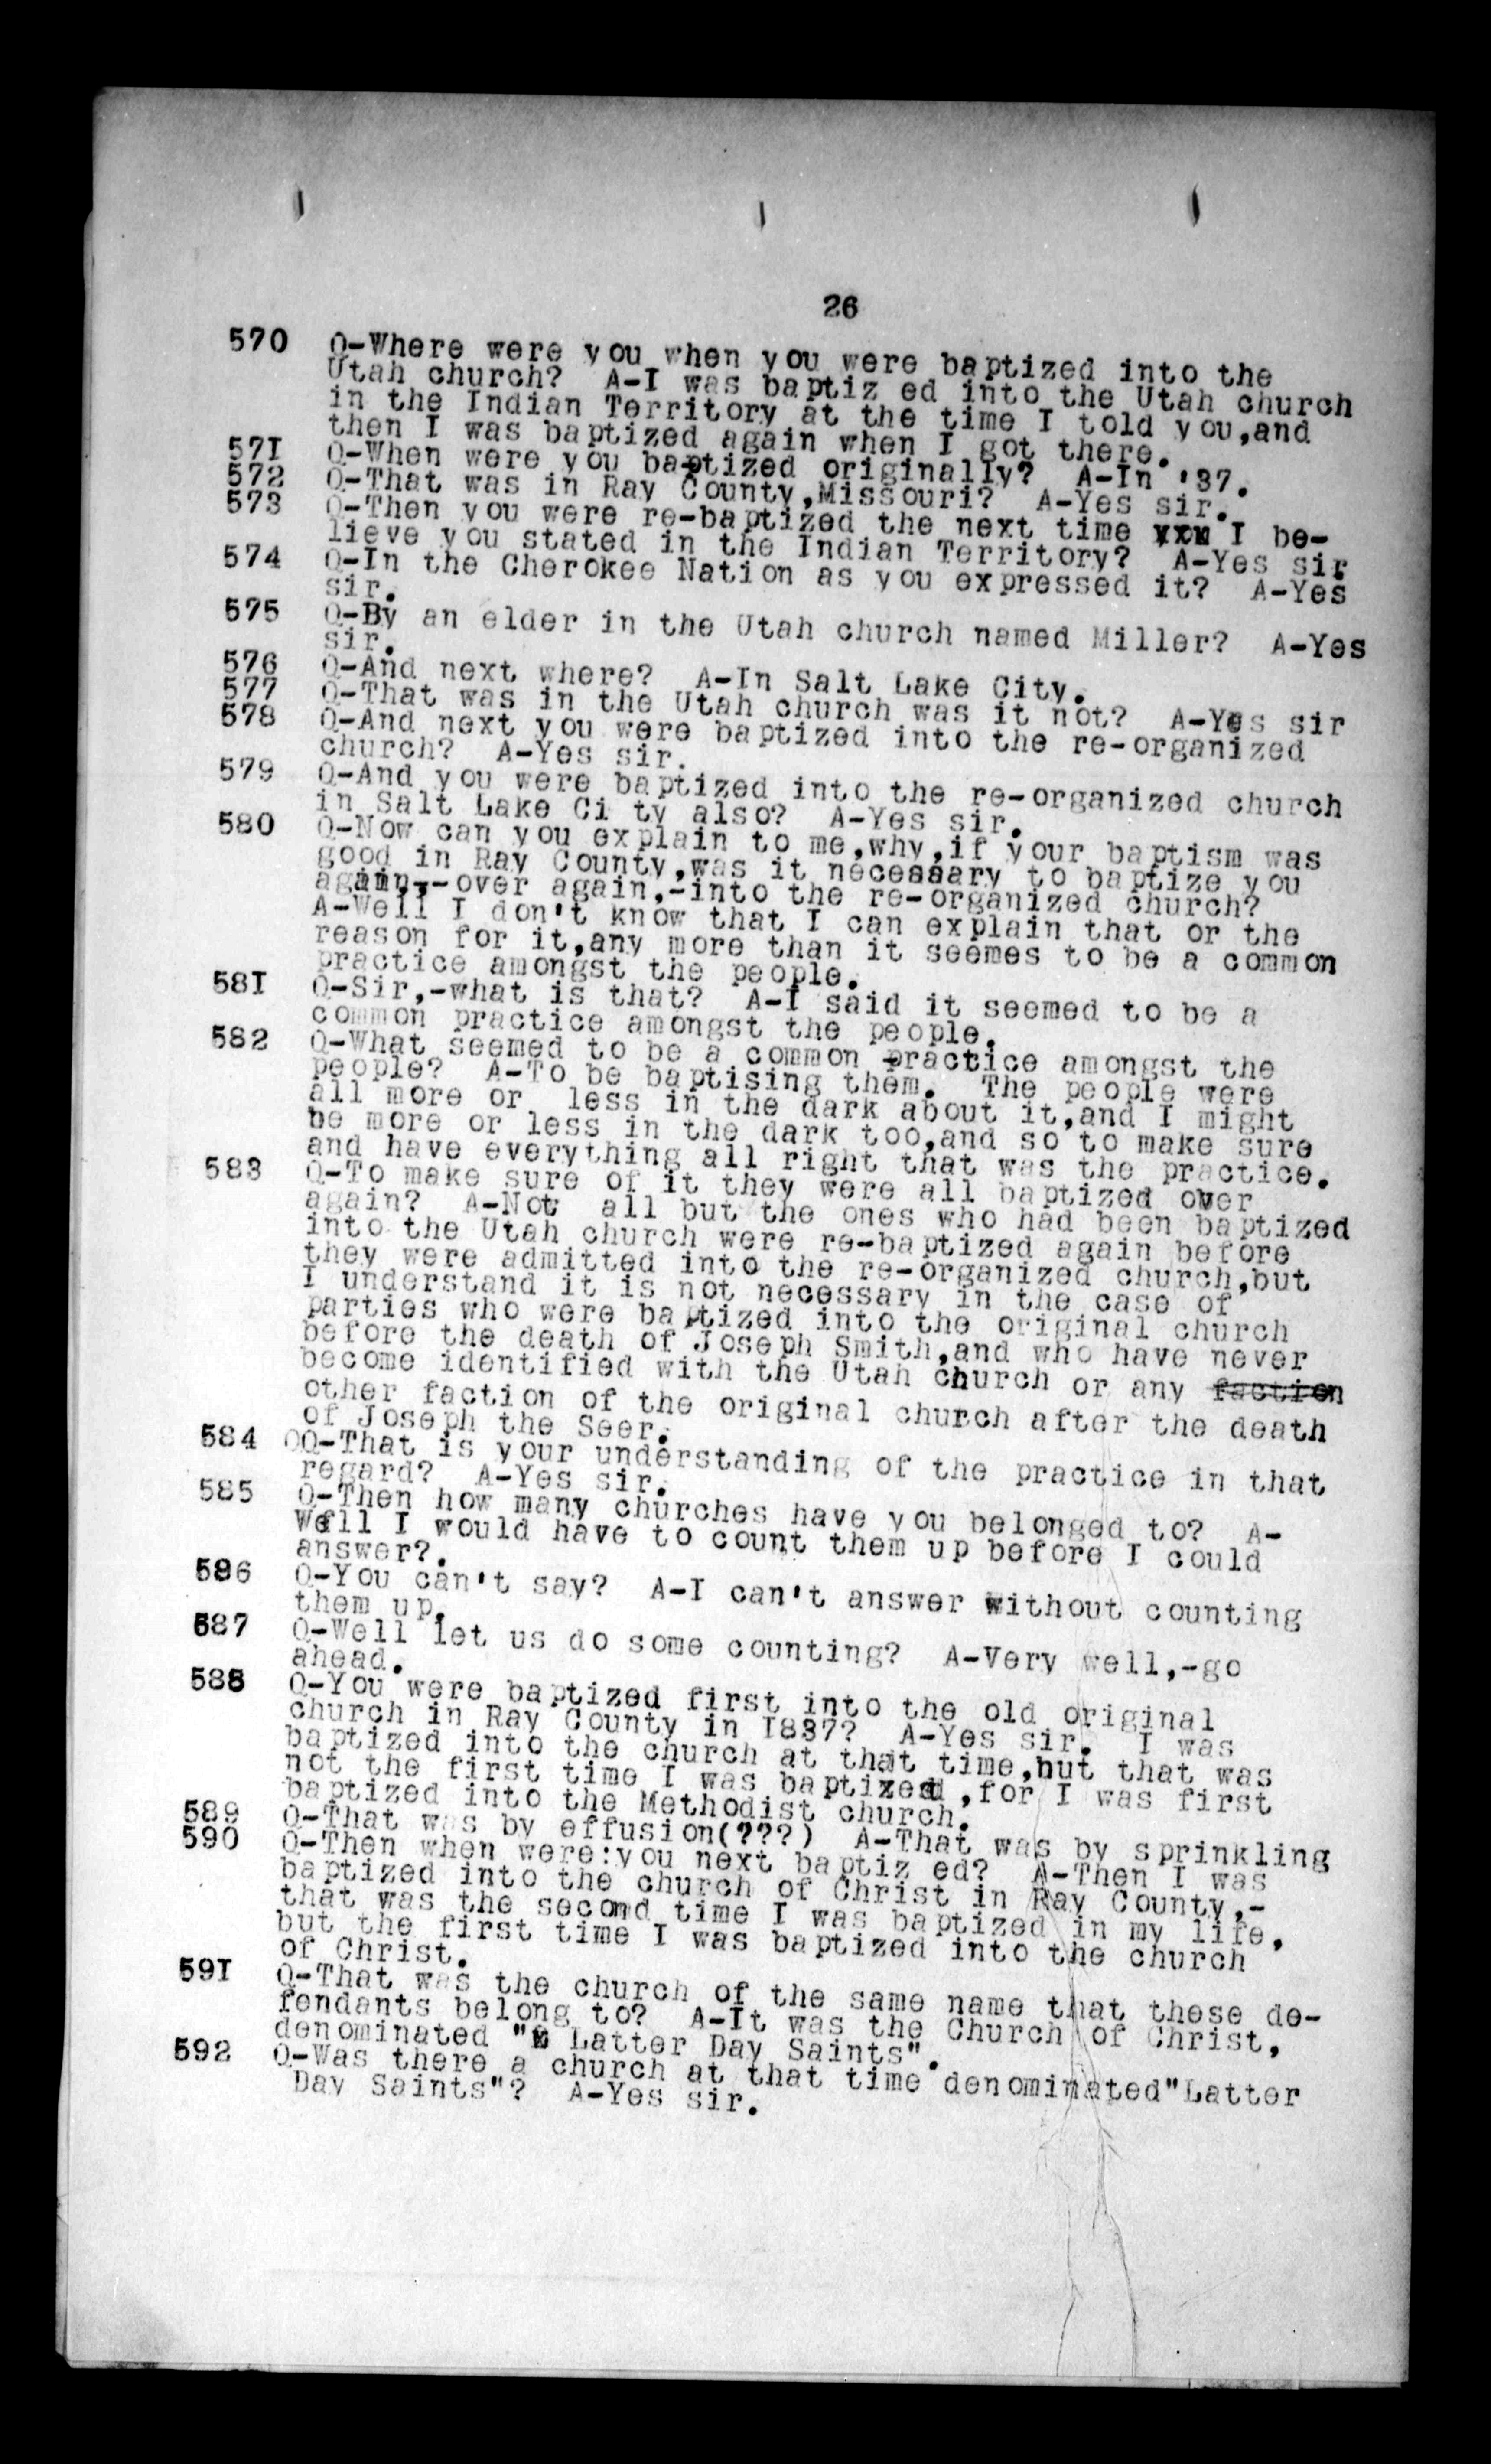 26
570 Q-Where were you when you were baptized into the
Utah church? A-I was baptiz ed into the Utah church
in the Indian Territory at the time I told you,and
then I was baptized again when I got there.
571 Q-When were you baptized originally? A-In '37.
572 Q-That was in Ray County,Missouri? A-Yes sir.
573 Q-Then you were re-baptized the next time xxx I be-
lieve you stated in the Indian Territory? A-Yes sir
574 Q-In the Cherokee Nation as you expressed it? A-Yes
sir.
575 Q-By an elder in the Utah church named Miller? A-Yes
sir.
576 Q-And next where? A-In Salt Lake City.
577 Q-That was in the Utah church was it not? A-Yes sir
578 Q-And next you were baptized into the re-organized
church? A-Yes sir.
579 Q-And you were baptized into the re-organized church
in Salt Lake Ci ty also? A-Yes sir.
580 Q-Now can you explain to me,why,if your baptism was
good in Ray County,was it necessary to baptize you
again,--over again,-into the re-organized church?
A-Well I don't know that I can explain that or the
reason for it,any more than it seemes to be a common
practice amongst the people.
581 Q-Sir,-what is that? A-I said it seemed to be a
common practice amongst the people.
582 Q-What seemed to be a common practice amongst the
people? A-To be baptising them. The people were
all more or less in the dark about it,and I might
be more or less in the dark too,and so to make sure
and have everything all right that was the practice.
583 Q-To make sure of it they were all baptized over
again? A-Not all but the ones who had been baptized
into the Utah church were re-baptized again before
they were admitted into the re-organized church,but
I understand it is not necessary in the case of
parties who were baptized into the original church
before the death of Joseph Smith,and who have never
become identified with the Utah church or any faction
other faction of the original church after the death
of Joseph the Seer.
584 QQ-That is your understanding of the practice in that
regard? A-Yes sir.
585 Q-Then how many churches have you belonged to? A-
Well I would have to count them up before I could
answer?.
586 Q-You can't say? A-I can't answer without counting
them up.
587 Q-Well let us do some counting? A-Very well,-go
ahead.
588 Q-You were baptized first into the old original
church in Ray County in 1837? A-Yes sir. I was
baptized into the church at that time,but that was
not the first time I was baptized ,for I was first
baptized into the Methodist church.
589 Q-That was by effusion(???) A-That was by sprinkling
590 Q-Then when were:you next baptiz ed? A-Then I was
baptized into the church of Christ in Ray County,-
that was the second time I was baptized in my life,
but the first time I was baptized into the church
of Christ.
591 Q-That was the church of the same name that these de-
fendants belong to? A-It was the Church of Christ,
denominated " Latter Day Saints".
592 Q-Was there a church at that time denominated"Latter
Day Saints"? A-Yes sir.